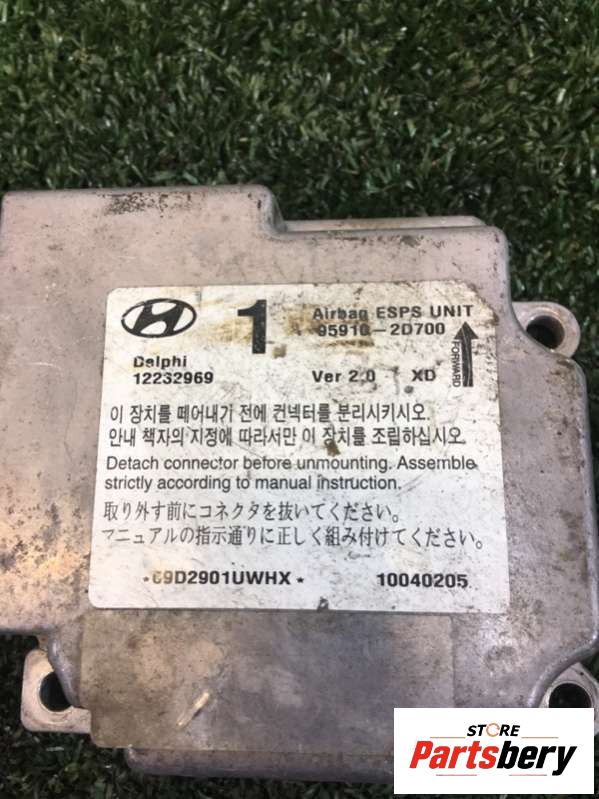 1
Airbag ESPS UNIT
95910-2D700
Delphi
12232969
Ver 2.0 XD
FORWARD
이 장치를 떼어내기 전에 컨넥터를 분리시키시오.
안내 책자의 지정에 따라서만 이 장치를 조립하십시오.
Detach connector before unmounting. Assemble
strictly according to manual instruction.
取り外す前にコネクタを抜いてください。
マニュアルの指示通りに正しく組み付けてください。
*69D2901UWHX* 10040205
STORE
Partsbery